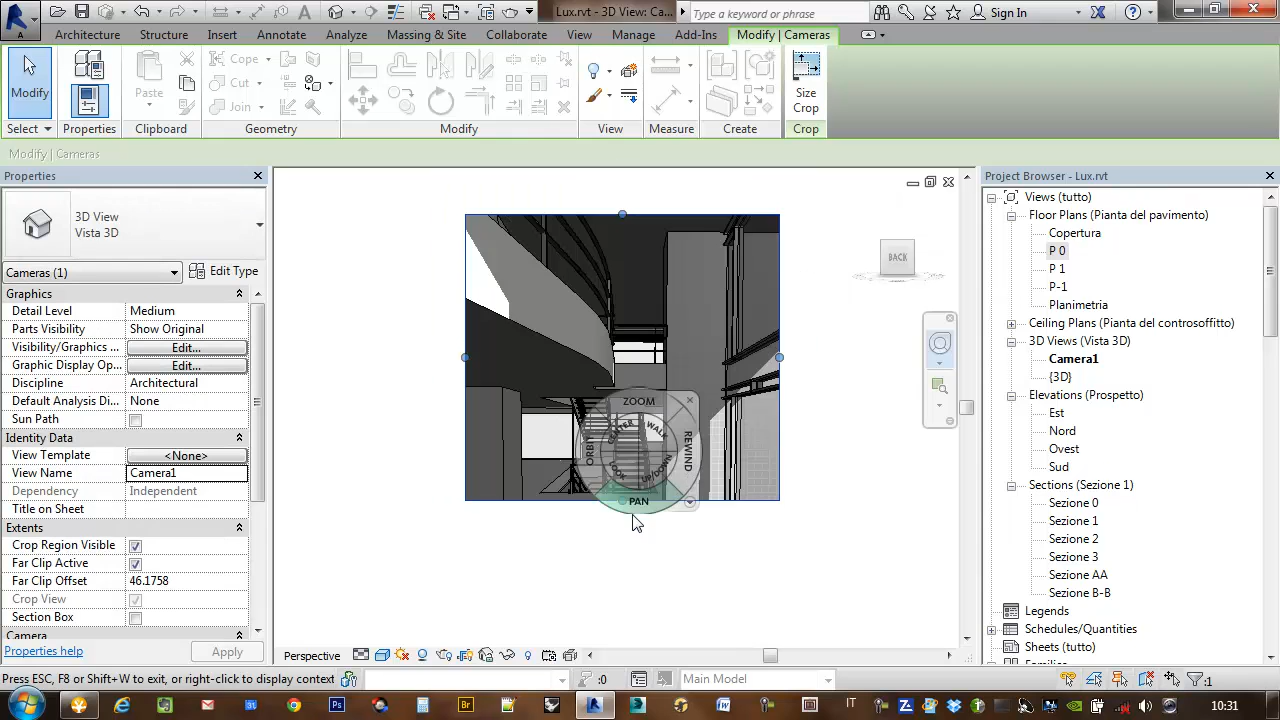 Lux.rvt - 3D View: Ca...
Type a keyword or phrase
Sign In
Architecture
Structure
Insert
Annotate
Analyze
Massing & Site
Collaborate
View
Manage
Add-Ins
Modify | Cameras
Modify
Paste
Cope
Cut
Join
Size
Crop
Select
Properties
Clipboard
Geometry
Modify
View
Measure
Create
Crop
Modify | Cameras
Properties
3D View
Vista 3D
Cameras (1)
Edit Type
Graphics
Detail Level Medium
Parts Visibility Show Original
Visibility/Graphics ... Edit...
Graphic Display Op... Edit...
Discipline Architectural
Default Analysis Di... None
Sun Path
Identity Data
View Template <None>
View Name Camera1
Dependency Independent
Title on Sheet
Extents
Crop Region Visible
Far Clip Active
Far Clip Offset 46.1758
Crop View
Section Box
Camera
Properties help
Apply
BACK
ZOOM
CENTER
WALK
REWIND
ORBIT
LOOK
UP/DOWN
PAN
Project Browser - Lux.rvt
Views (tutto)
Floor Plans (Pianta del pavimento)
Copertura
P 0
P 1
P-1
Planimetria
Ceiling Plans (Pianta del controsoffitto)
3D Views (Vista 3D)
Camera1
{3D}
Elevations (Prospetto)
Est
Nord
Ovest
Sud
Sections (Sezione 1)
Sezione 0
Sezione 1
Sezione 2
Sezione 3
Sezione AA
Sezione B-B
Legends
Schedules/Quantities
Sheets (tutto)
Families
Perspective
Press ESC, F8 or Shift+W to exit, or right-click to display context
:0
Main Model
:1
IT
10:31